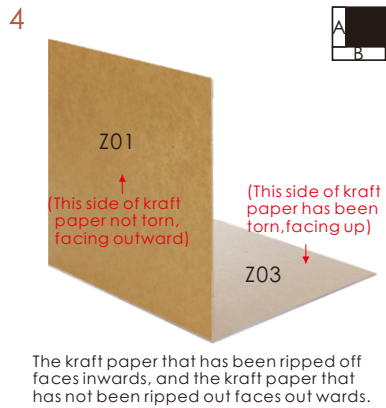 4
A
B
Z01
(This side of kraft
paper not torn,
facing outward)
(This side of kraft
paper has been
torn,facing up)
Z03
The kraft paper that has been ripped off
faces inwards, and the kraft paper that
has not been ripped out faces out wards.